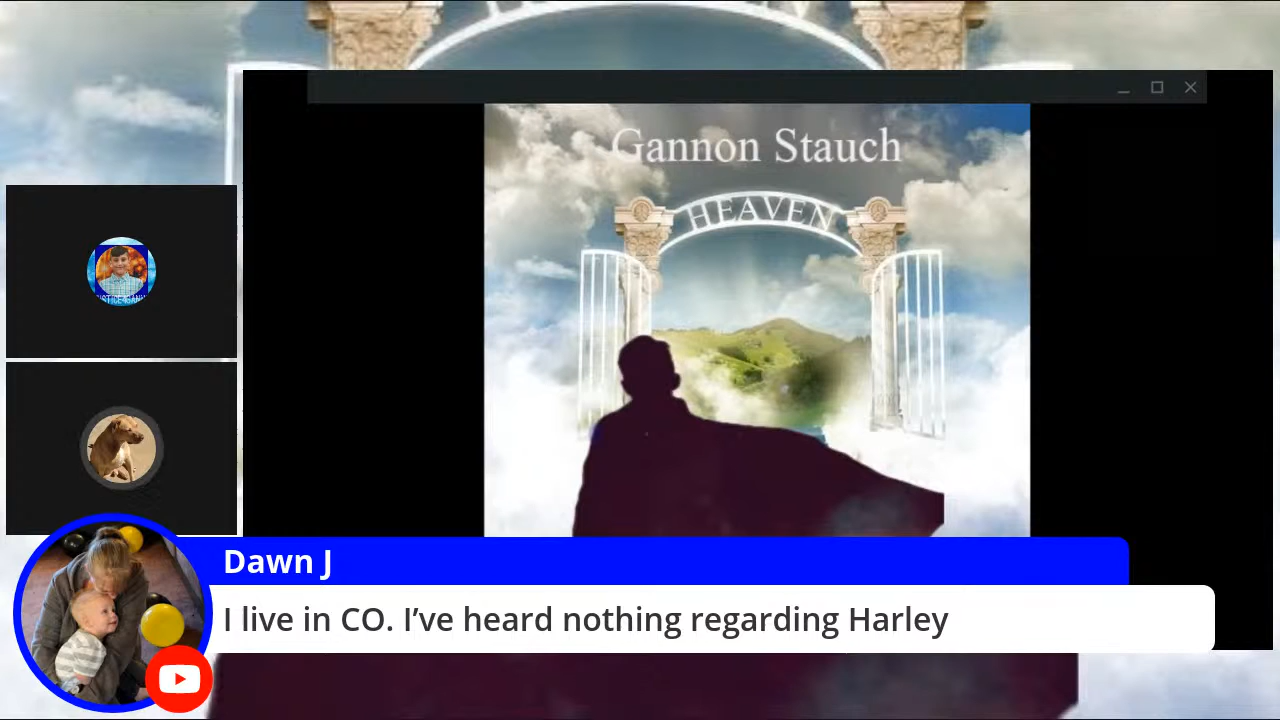 Gannon Stauch
HEAVEN
Dawn J
I live in CO. I’ve heard nothing regarding Harley